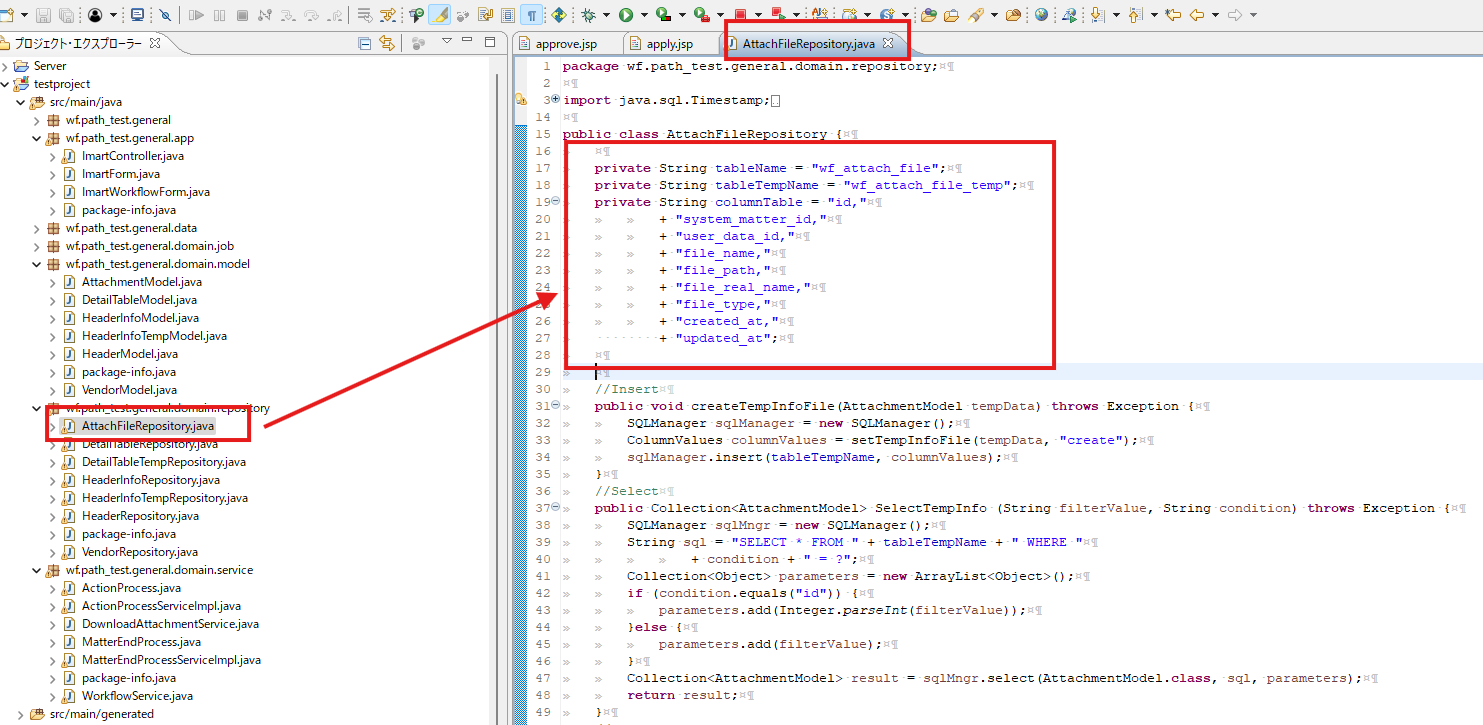 プロジェクト・エクスプローラー
Server
testproject
src/main/java
wf.path_test.general
wf.path_test.general.app
ImartController.java
ImartForm.java
ImartWorkflowForm.java
package-info.java
wf.path_test.general.data
wf.path_test.general.domain.job
wf.path_test.general.domain.model
AttachmentModel.java
DetailTableModel.java
HeaderInfoModel.java
HeaderInfoTempModel.java
HeaderModel.java
package-info.java
VendorModel.java
wf.path_test.general.domain.repository
AttachFileRepository.java
DetailTableRepository.java
DetailTableTempRepository.java
HeaderInfoRepository.java
HeaderInfoTempRepository.java
HeaderRepository.java
package-info.java
VendorRepository.java
wf.path_test.general.domain.service
ActionProcess.java
ActionProcessServiceImpl.java
DownloadAttachmentService.java
MatterEndProcess.java
MatterEndProcessServiceImpl.java
package-info.java
WorkflowService.java
src/main/generated
approve.jsp apply.jsp AttachFileRepository.java
1 package wf.path_test.general.domain.repository;
2
3 import java.sql.Timestamp;
14
15 public class AttachFileRepository {
16
17 private String tableName = "wf_attach_file";
18 private String tableTempName = "wf_attach_file_temp";
19 private String columnTable = "id,"
20 + "system_matter_id,"
21 + "user_data_id,"
22 + "file_name,"
23 + "file_path,"
24 + "file_real_name,"
+ "file_type,"
26 + "created_at,"
27 + "updated_at";
28
29
30 //Insert
31 public void createTempInfoFile(AttachmentModel tempData) throws Exception {
32 SQLManager sqlManager = new SQLManager();
33 ColumnValues columnValues = setTempInfoFile(tempData, "create");
34 sqlManager.insert(tableTempName, columnValues);
35 }
36 //Select
37 public Collection<AttachmentModel> SelectTempInfo (String filterValue, String condition) throws Exception {
38 SQLManager sqlMngr = new SQLManager();
39 String sql = "SELECT * FROM " + tableTempName + " WHERE "
40 + condition + " = ?";
41 Collection<Object> parameters = new ArrayList<Object>();
42 if (condition.equals("id")) {
43 parameters.add(Integer.parseInt(filterValue));
44 }else {
45 parameters.add(filterValue);
46 }
47 Collection<AttachmentModel> result = sqlMngr.select(AttachmentModel.class, sql, parameters);
48 return result;
49 }